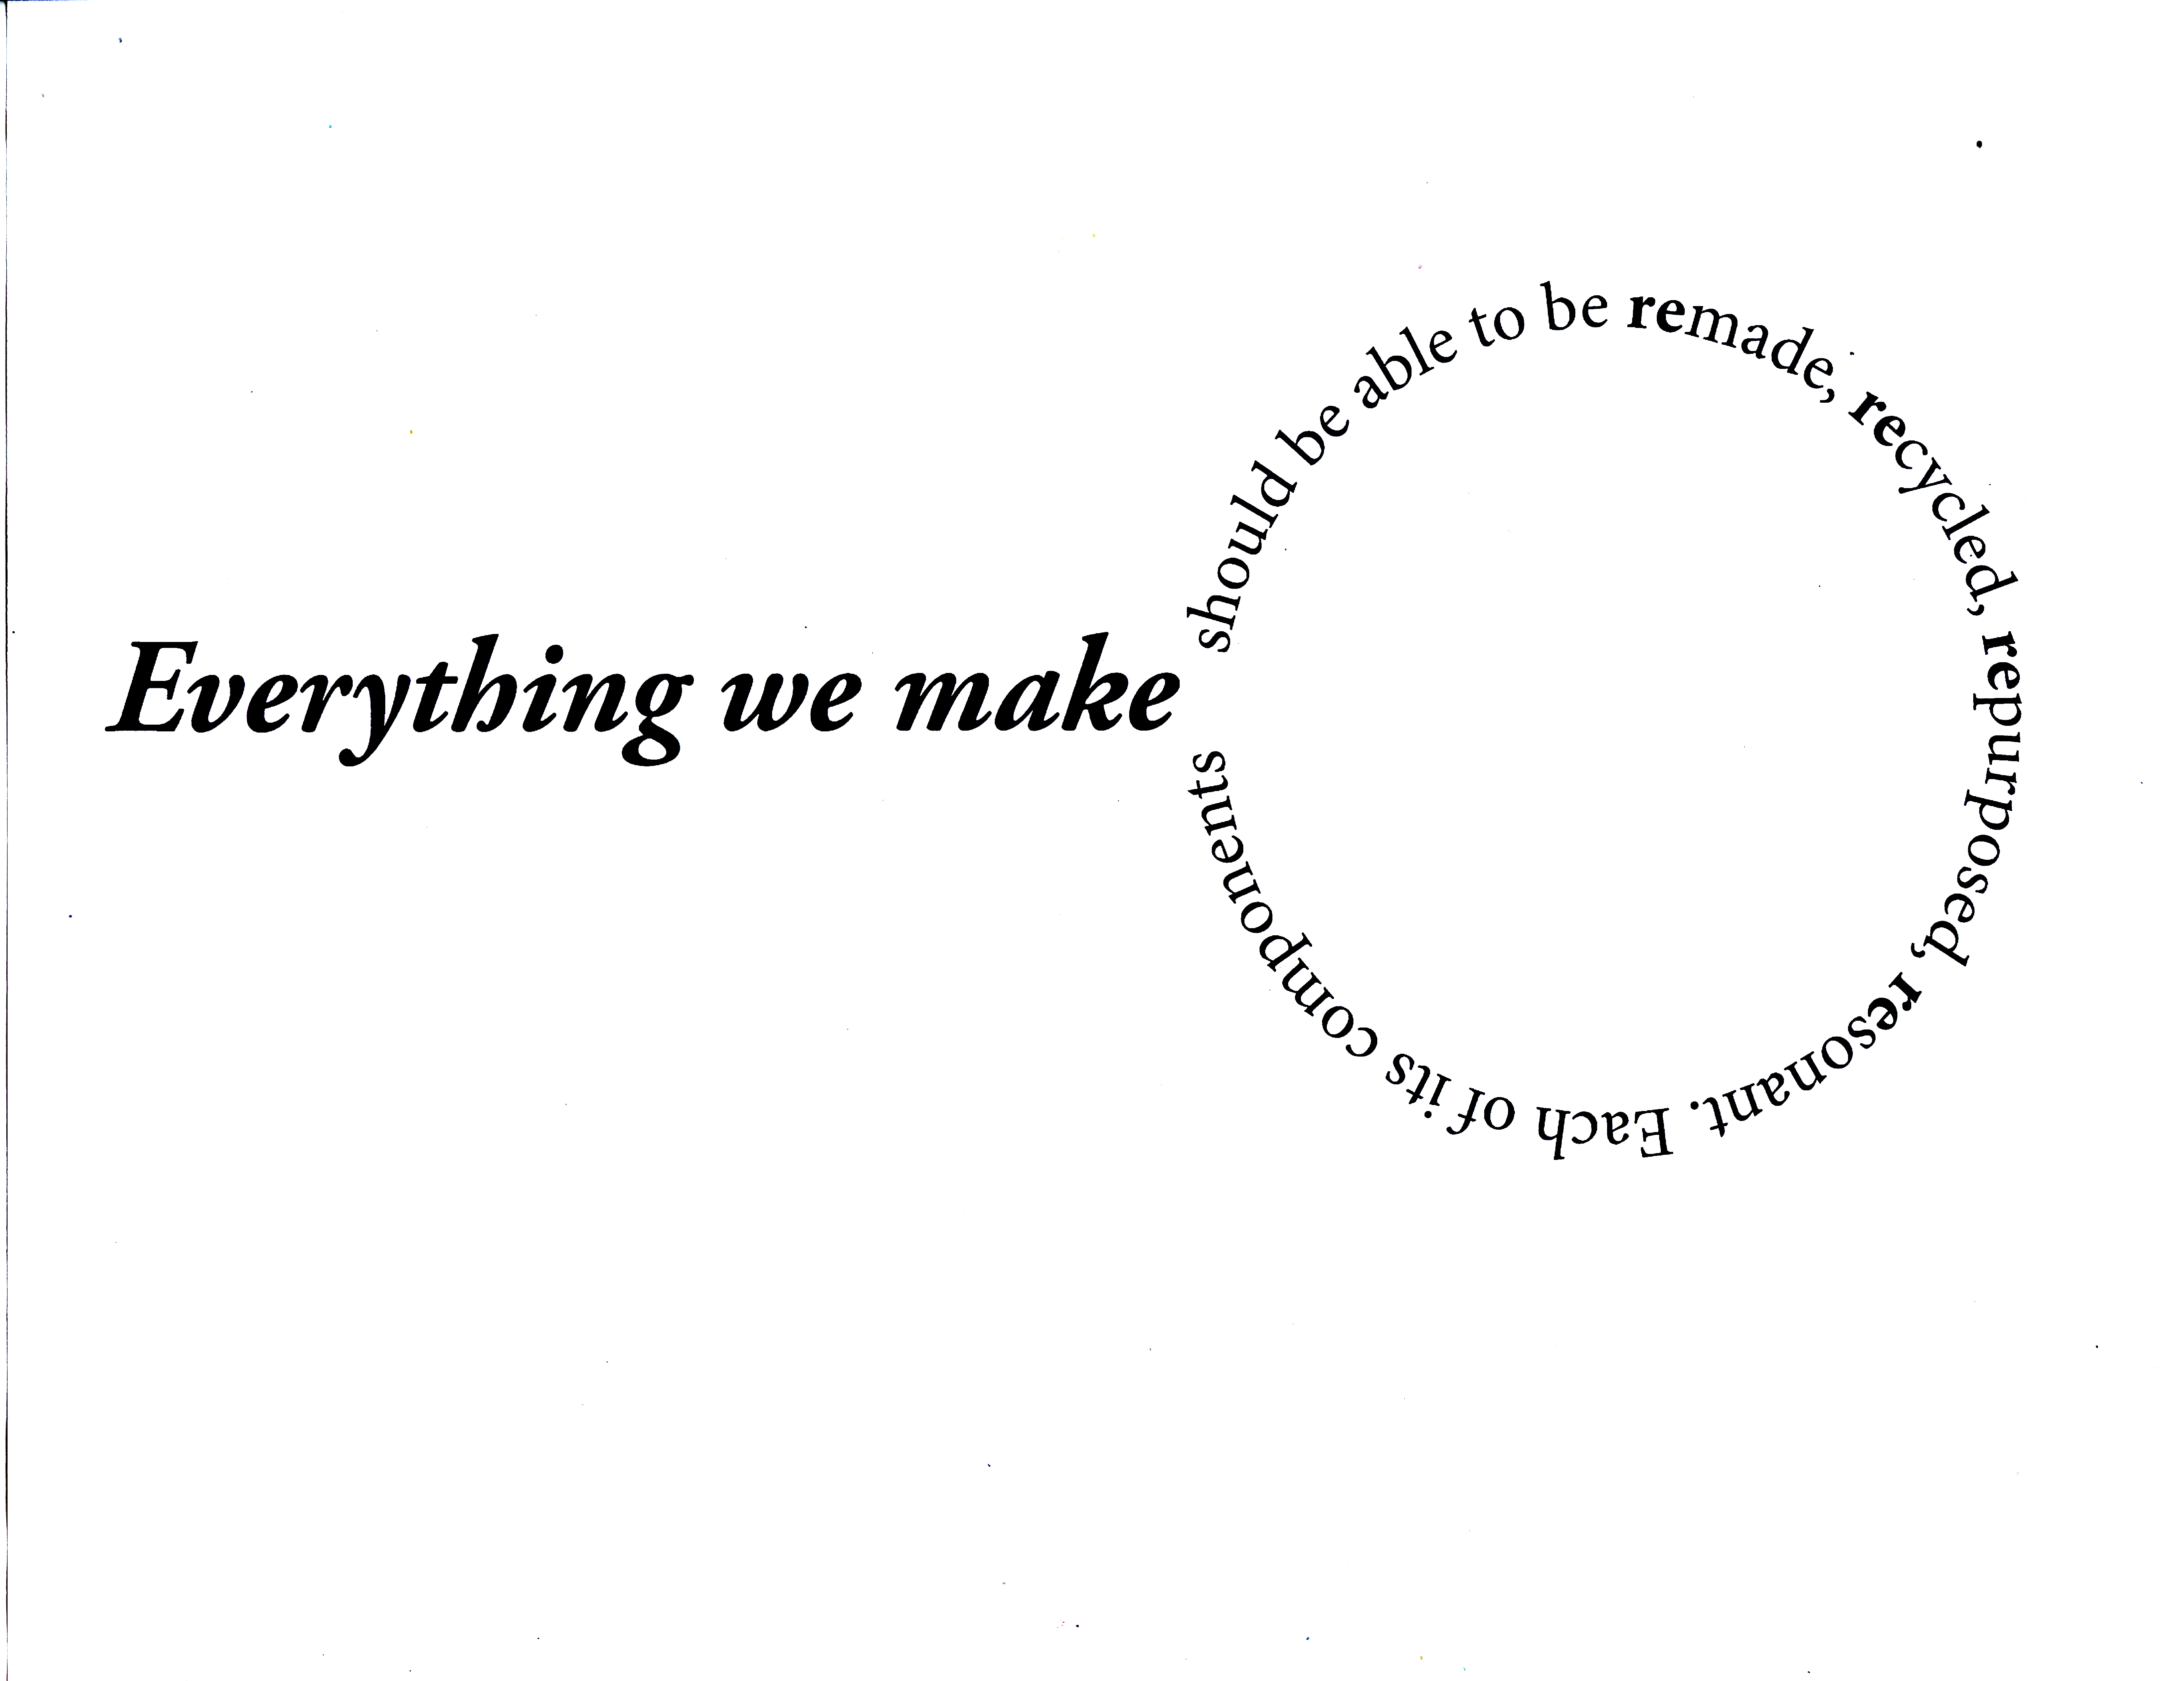 Everything we make
should be able to be remade, recycled, repurposed, resonant. Each of its components